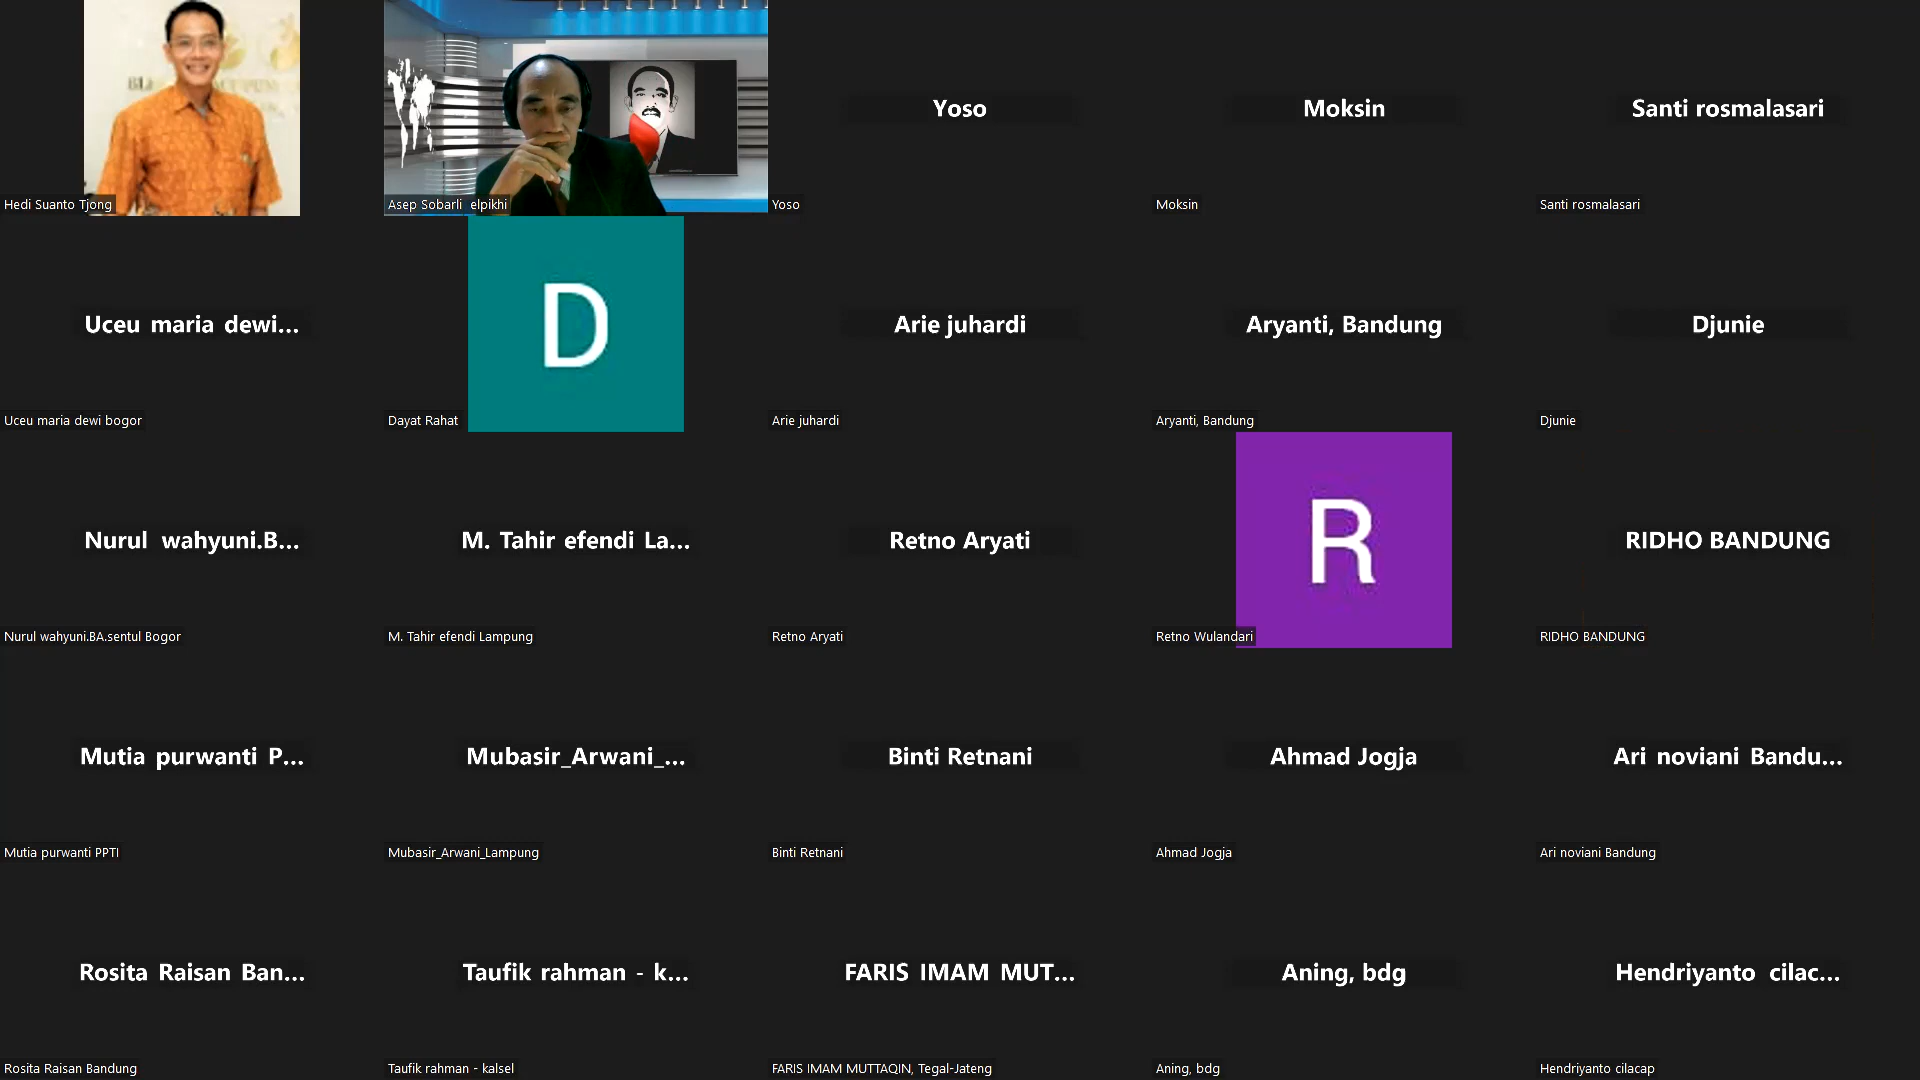 Hedi Suanto Tjong
Asep Sobarli elpikhi
Yoso
Yoso
Moksin
Moksin
Santi rosmalasari
Santi rosmalasari
Uceu maria dewi...
Uceu maria dewi bogor
D
Dayat Rahat
Arie juhardi
Arie juhardi
Aryanti, Bandung
Aryanti, Bandung
Djunie
Djunie
Nurul wahyuni.B...
Nurul wahyuni.BA.sentul Bogor
M. Tahir efendi La...
M. Tahir efendi Lampung
Retno Aryati
Retno Aryati
R
Retno Wulandari
RIDHO BANDUNG
RIDHO BANDUNG
Mutia purwanti P...
Mutia purwanti PPTI
Mubasir_Arwani_...
Mubasir_Arwani_Lampung
Binti Retnani
Binti Retnani
Ahmad Jogja
Ahmad Jogja
Ari noviani Bandu...
Ari noviani Bandung
Rosita Raisan Ban...
Rosita Raisan Bandung
Taufik rahman - k...
Taufik rahman - kalsel
FARIS IMAM MUT...
FARIS IMAM MUTTAQIN, Tegal-Jateng
Aning, bdg
Aning, bdg
Hendriyanto cilac...
Hendriyanto cilacap